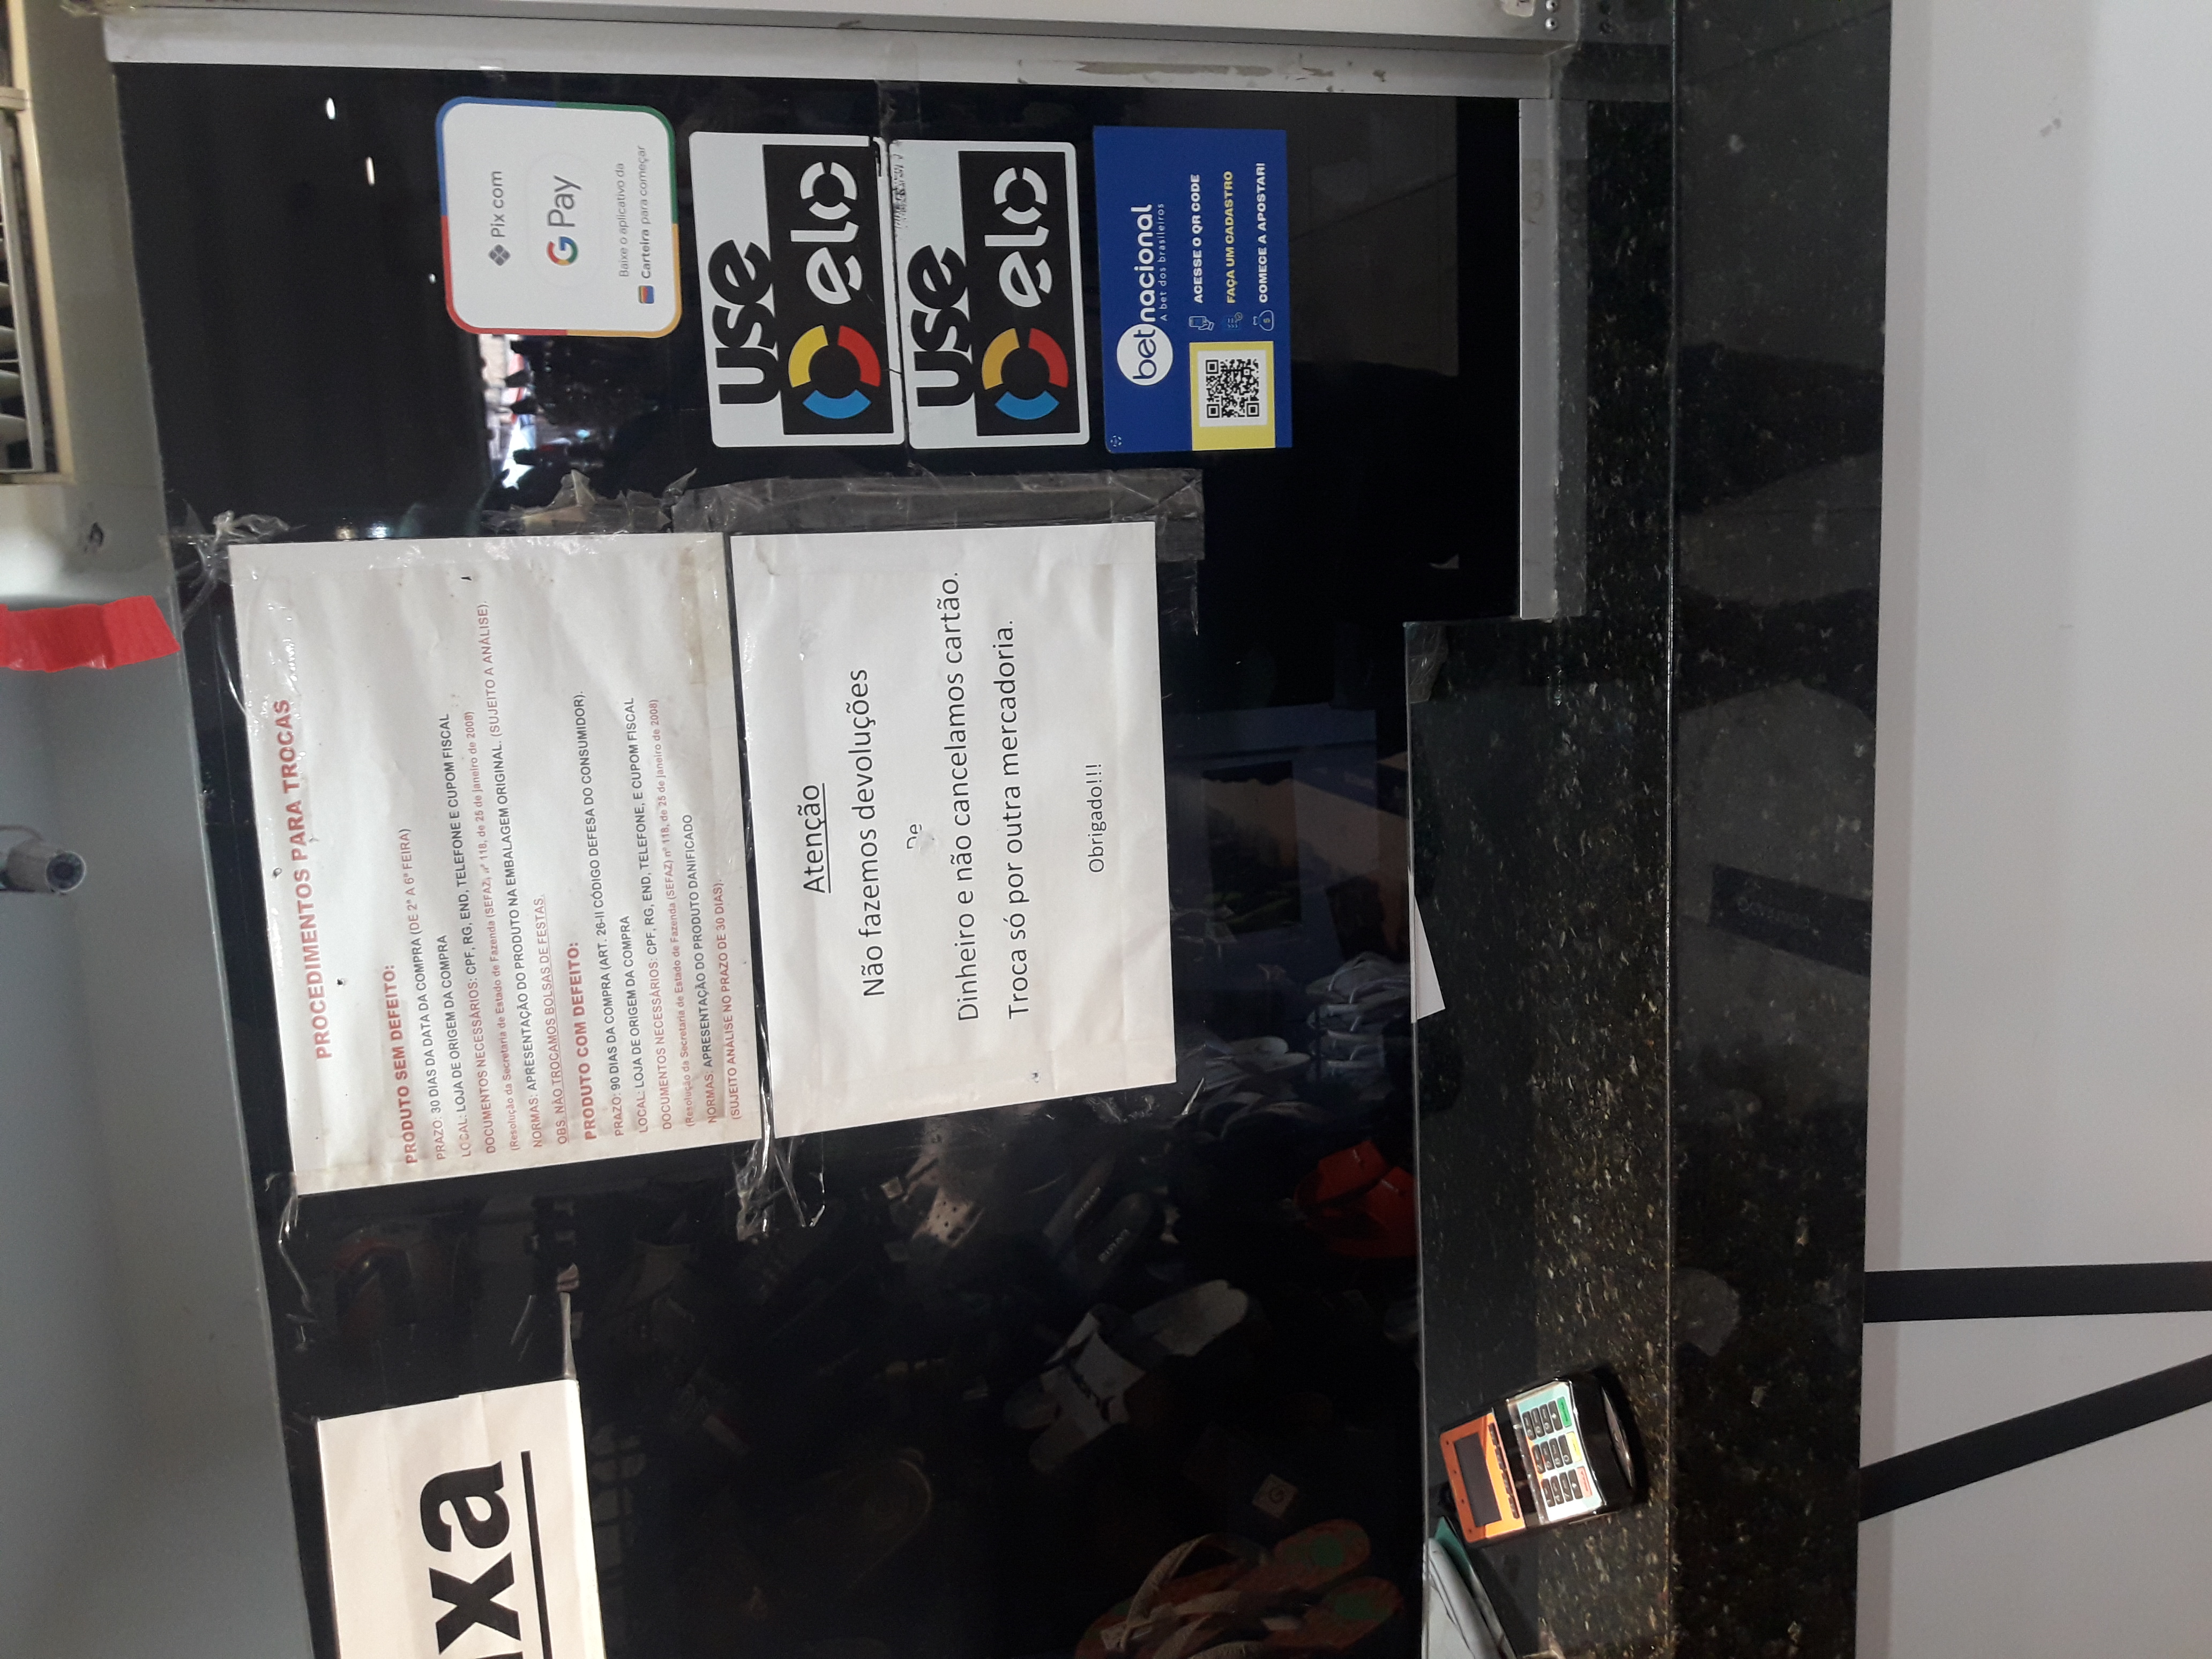 ixa
PROCEDIMENTOS PARA TROCAS
PRODUTO SEM DEFEITO:
PRAZO: 30 DIAS DA DATA DA COMPRA (DE 2ª A 6ª FEIRA)
LOCAL: LOJA DE ORIGEM DA COMPRA
DOCUMENTOS NECESSÁRIOS: CPF, RG, END, TELEFONE E CUPOM FISCAL
(Resolução da Secretaria de Estado de Fazenda (SEFAZ) nº 118, de 25 de janeiro de 2008)
NORMAS: APRESENTAÇÃO DO PRODUTO NA EMBALAGEM ORIGINAL. (SUJEITO A ANÁLISE).
OBS. NÃO TROCAMOS BOLSAS DE FESTAS.
PRODUTO COM DEFEITO:
PRAZO: 90 DIAS DA COMPRA (ART. 26-II CÓDIGO DEFESA DO CONSUMIDOR).
LOCAL: LOJA DE ORIGEM DA COMPRA
DOCUMENTOS NECESSÁRIOS: CPF, RG, END, TELEFONE, E CUPOM FISCAL
(Resolução da Secretaria de Estado de Fazenda (SEFAZ) nº 118, de 25 de janeiro de 2008)
NORMAS: APRESENTAÇÃO DO PRODUTO DANIFICADO
(SUJEITO ANÁLISE NO PRAZO DE 30 DIAS).
Atenção
Não fazemos devoluções
De
Dinheiro e não cancelamos cartão.
Troca só por outra mercadoria.
Obrigado!!!
Pix com
G Pay
Baixe o aplicativo da
Carteira para começar
use
elo
use
elo
betnacional
A bet dos brasileiros
ACESSE O QR CODE
FAÇA UM CADASTRO
COMECE A APOSTAR!